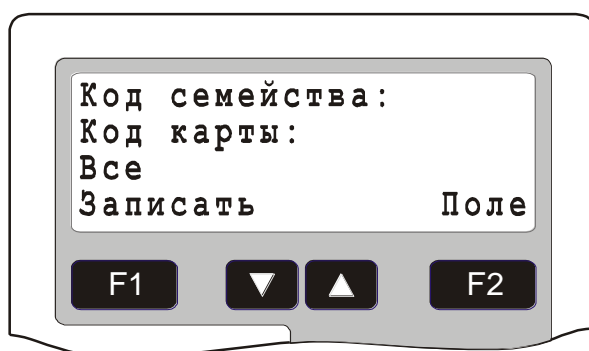 Код семейства:
Код карты:
Все
Записать Поле
F1 F2